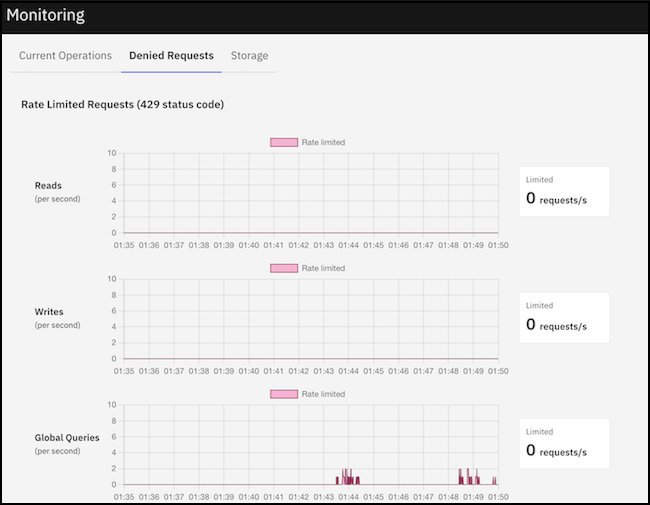 Monitoring
Current Operations Denied Requests Storage
Rate Limited Requests (429 status code)
Rate limited
10
8
6
4
2
0
Reads
(per second)
01:35 01:36 01:37 01:38 01:39 01:40 01:41 01:42 01:43 01:44 01:45 01:46 01:47 01:48 01:49 01:50
Limited
0 requests/s
Rate limited
10
8
6
4
2
0
Writes
(per second)
01:35 01:36 01:37 01:38 01:39 01:40 01:41 01:42 01:43 01:44 01:45 01:46 01:47 01:48 01:49 01:50
Limited
0 requests/s
Rate limited
10
8
6
4
2
0
Global Queries
(per second)
01:35 01:36 01:37 01:38 01:39 01:40 01:41 01:42 01:43 01:44 01:45 01:46 01:47 01:48 01:49 01:50
Limited
0 requests/s